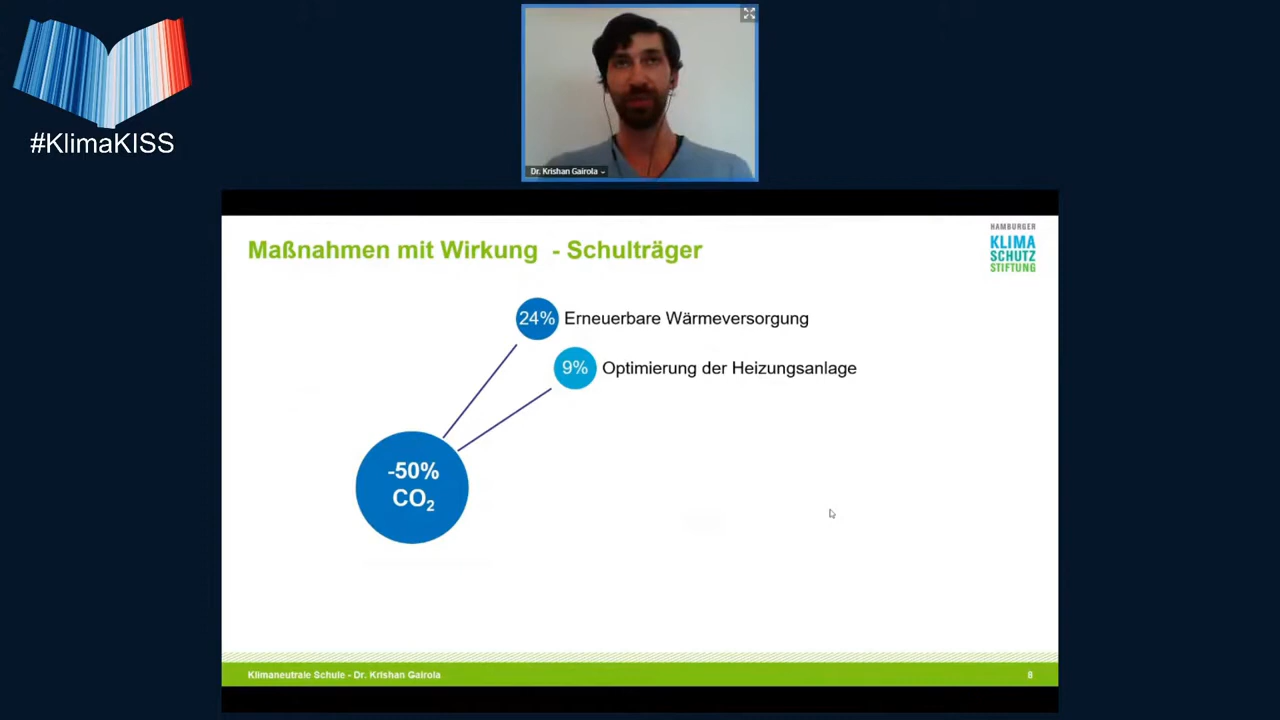 #KlimaKISS
Dr. Krishan Gairola
Maßnahmen mit Wirkung - Schulträger
HAMBURGER
KLIMA
SCHUTZ
STIFTUNG
24% Erneuerbare Wärmeversorgung
9% Optimierung der Heizungsanlage
-50%
CO₂
Klimaneutrale Schule - Dr. Krishan Gairola 8